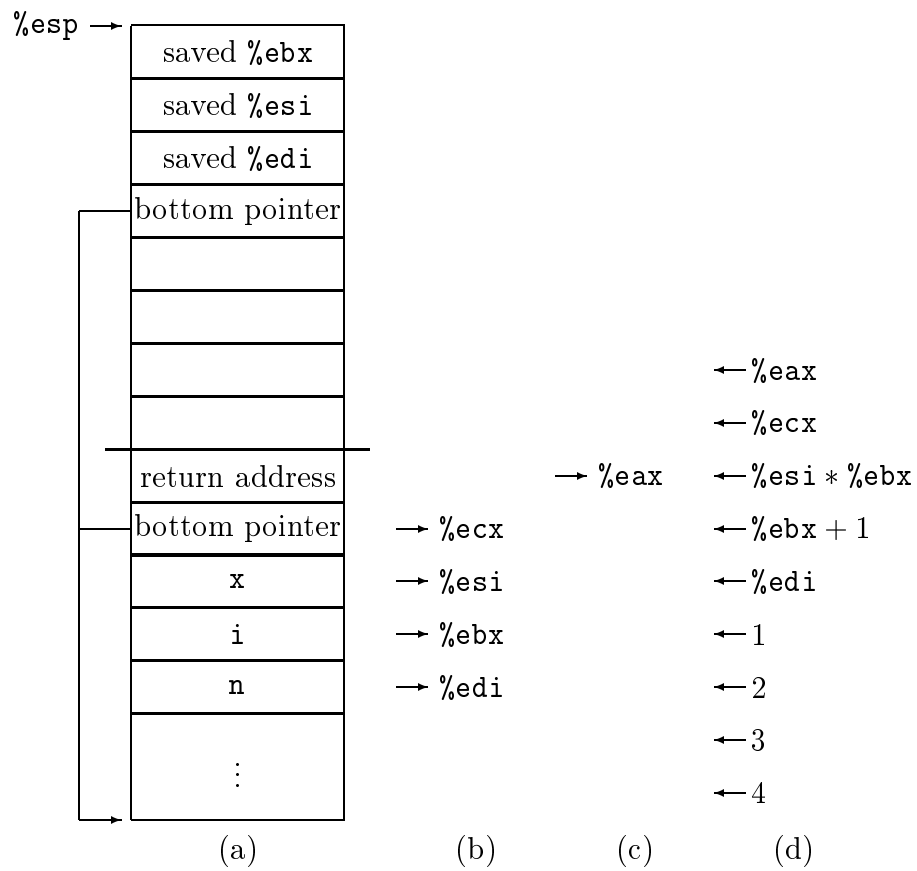 %esp
saved %ebx
saved %esi
saved %edi
bottom pointer
%eax
%ecx
return address %eax %esi * %ebx
bottom pointer %ecx %ebx + 1
x %esi %edi
i %ebx 1
n %edi 2
3
⋮
4
(a) (b) (c) (d)